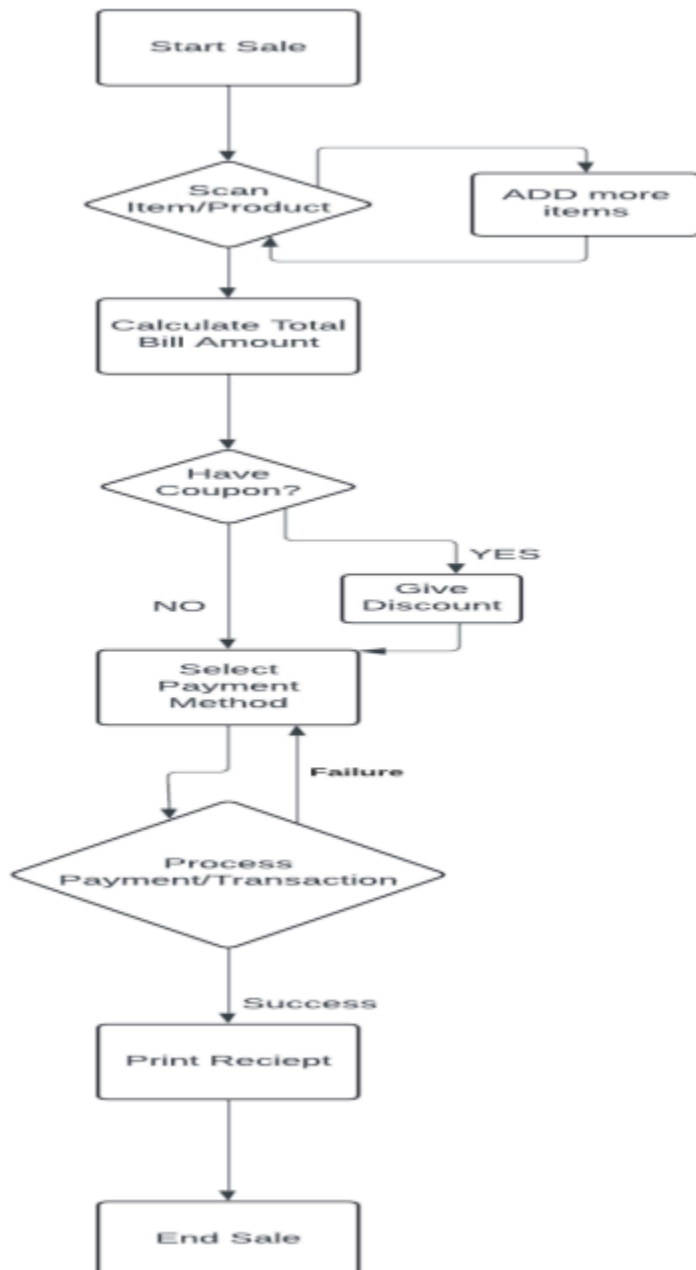 Start Sale
Scan
Item/Product
ADD more
items
Calculate Total
Bill Amount
Have
Coupon?
YES
Give
Discount
NO
Select
Payment
Method
Failure
Process
Payment/Transaction
Success
Print Reciept
End Sale